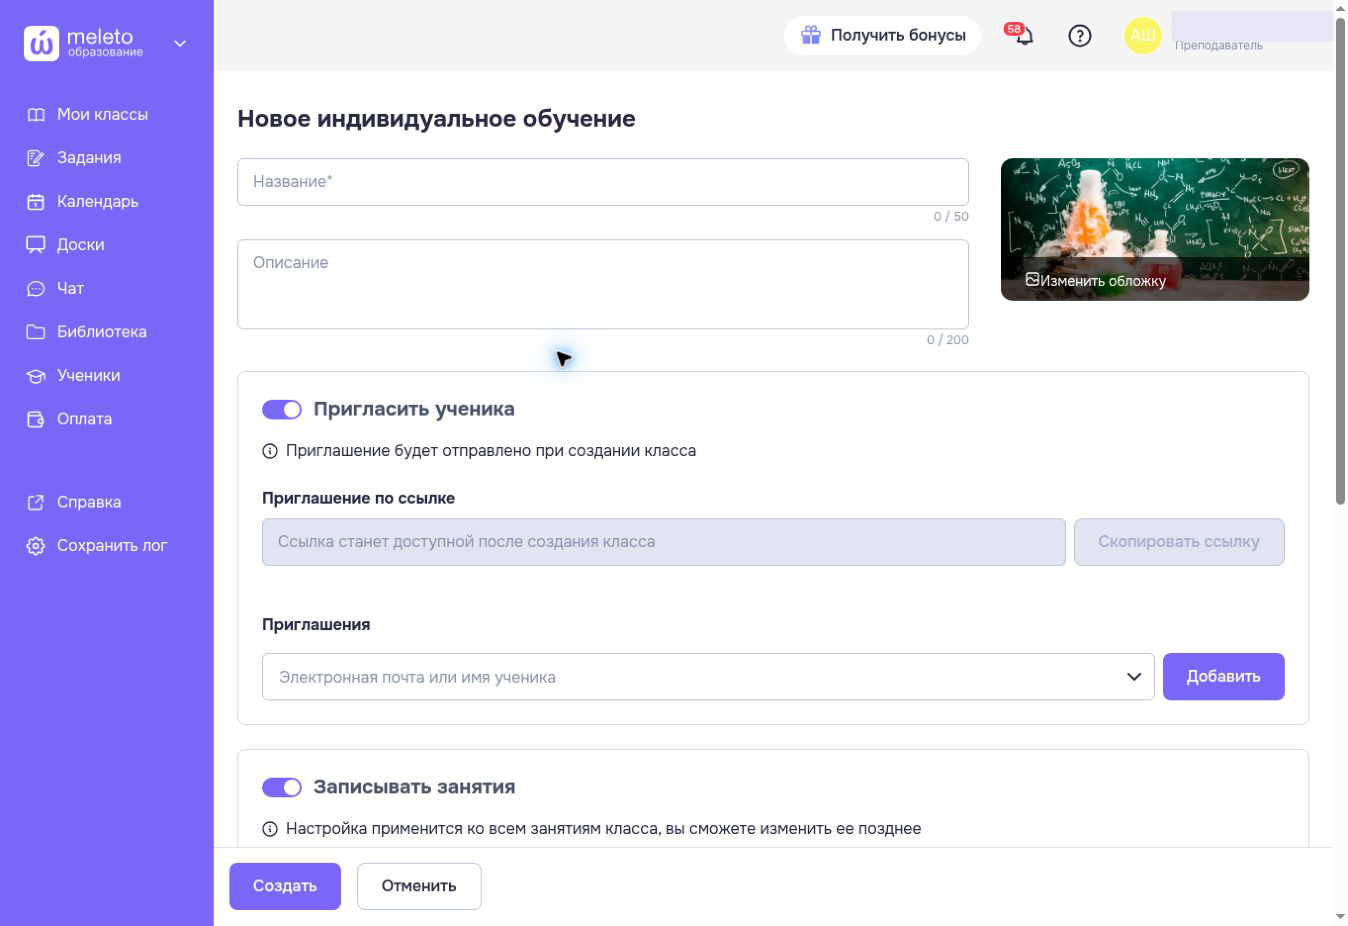 meleto
образование
Мои классы
Задания
Календарь
Доски
Чат
Библиотека
Ученики
Оплата
Справка
Сохранить лог
Получить бонусы
58
АШ
Преподаватель
Новое индивидуальное обучение
Название*
0 / 50
Описание
0 / 200
Изменить обложку
Пригласить ученика
Приглашение будет отправлено при создании класса
Приглашение по ссылке
Ссылка станет доступной после создания класса
Скопировать ссылку
Приглашения
Электронная почта или имя ученика
Добавить
Записывать занятия
Настройка применится ко всем занятиям класса, вы сможете изменить ее позднее
Создать
Отменить